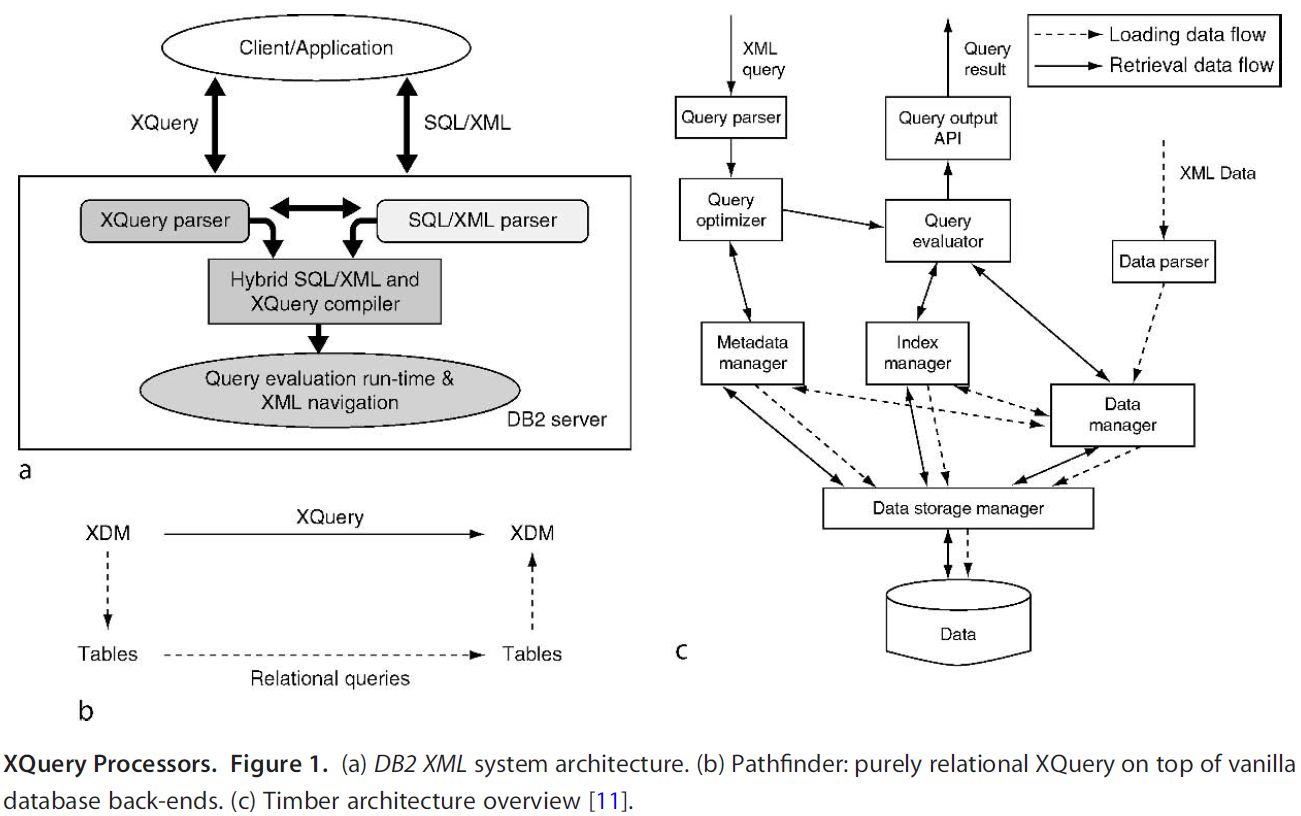 Client/Application
XQuery
SQL/XML
XQuery parser
SQL/XML parser
Hybrid SQL/XML and
XQuery compiler
Query evaluation run-time &
XML navigation
DB2 server
a
XDM
XQuery
XDM
Tables
Tables
Relational queries
b
XML
query
Query
result
Loading data flow
Retrieval data flow
Query parser
Query output
API
XML Data
Query
optimizer
Query
evaluator
Data parser
Metadata
manager
Index
manager
Data
manager
Data storage manager
Data
c
XQuery Processors. Figure 1. (a) DB2 XML system architecture. (b) Pathfinder: purely relational XQuery on top of vanilla
database back-ends. (c) Timber architecture overview [11].